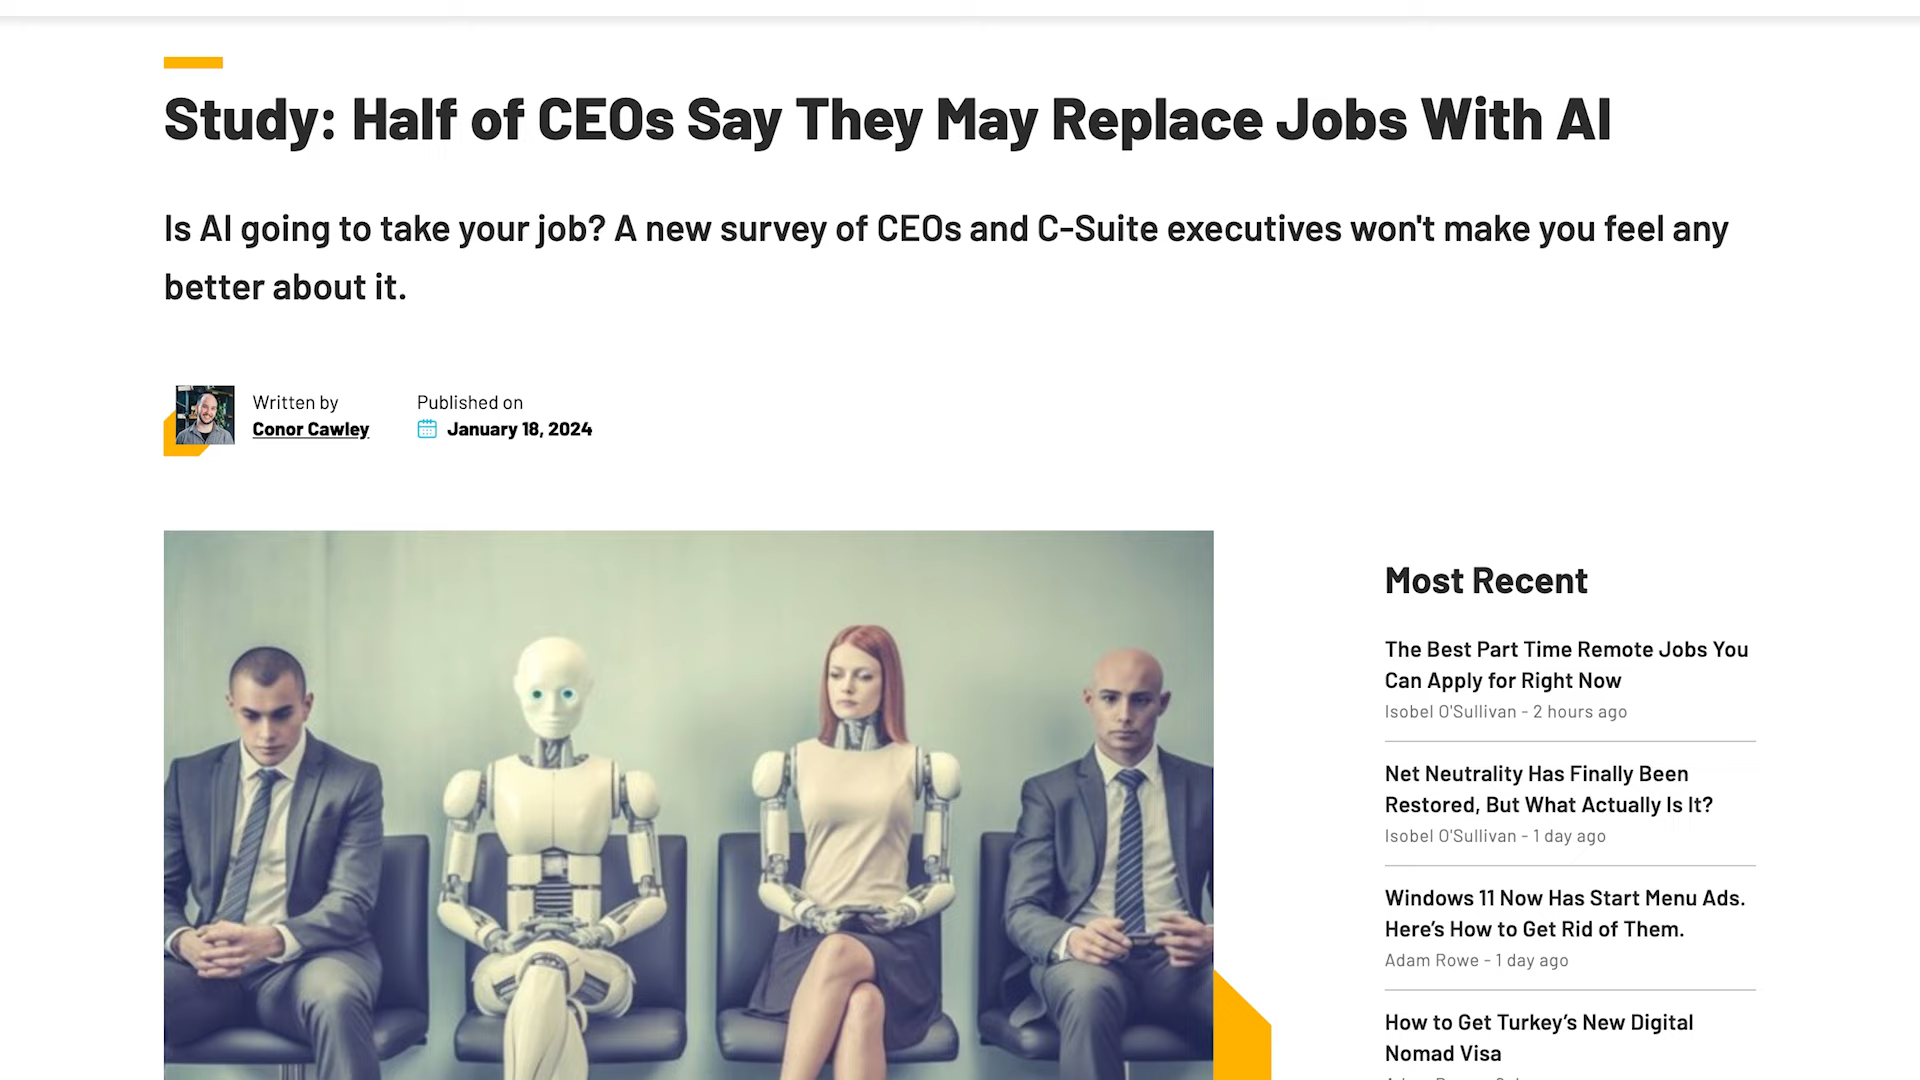 Study: Half of CEOs Say They May Replace Jobs With AI
Is AI going to take your job? A new survey of CEOs and C-Suite executives won't make you feel any
better about it.
Written by
Conor Cawley
Published on
January 18, 2024
Most Recent
The Best Part Time Remote Jobs You
Can Apply for Right Now
Isobel O'Sullivan - 2 hours ago
Net Neutrality Has Finally Been
Restored, But What Actually Is It?
Isobel O'Sullivan - 1 day ago
Windows 11 Now Has Start Menu Ads.
Here’s How to Get Rid of Them.
Adam Rowe - 1 day ago
How to Get Turkey’s New Digital
Nomad Visa